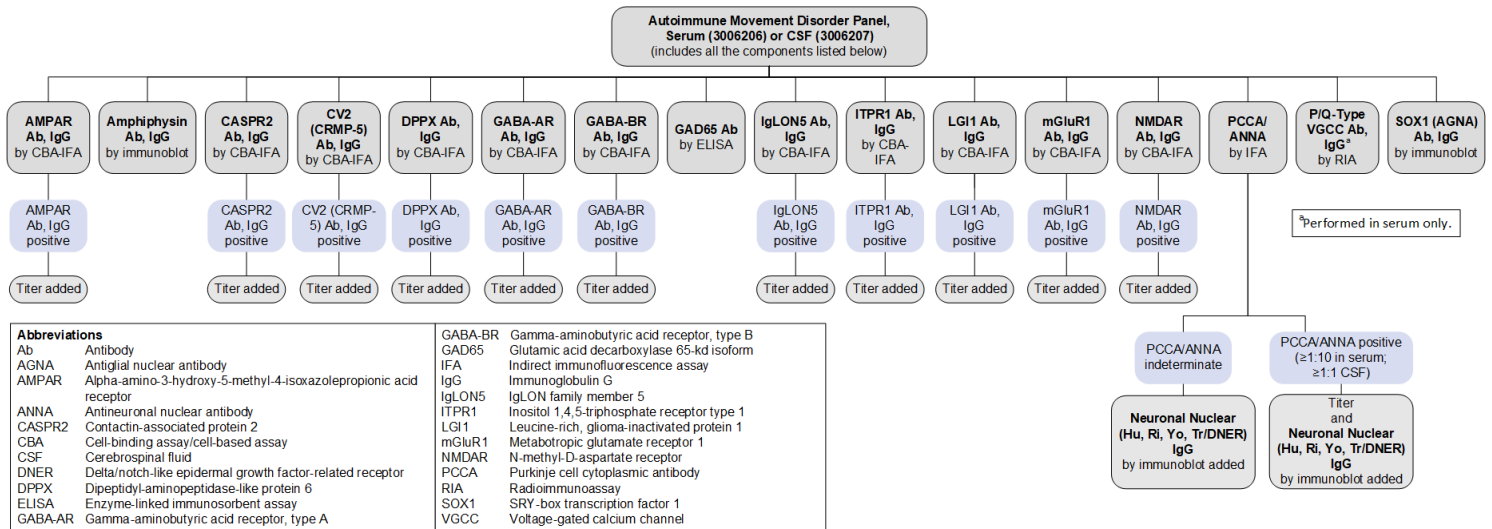 Autoimmune Movement Disorder Panel,
Serum (3006206) or CSF (3006207)
(includes all the components listed below)
AMPAR
Ab, IgG
by CBA-IFA
Amphiphysin
Ab, IgG
by immunoblot
CASPR2
Ab, IgG
by CBA-IFA
CV2
(CRMP-5)
Ab, IgG
by CBA-IFA
DPPX Ab,
IgG
by CBA-IFA
GABA-AR
Ab, IgG
by CBA-IFA
GABA-BR
Ab, IgG
by CBA-IFA
GAD65 Ab
by ELISA
IgLON5 Ab,
IgG
by CBA-IFA
ITPR1 Ab,
IgG
by CBA-
IFA
LGI1 Ab,
IgG
by CBA-IFA
mGluR1
Ab, IgG
by CBA-IFA
NMDAR
Ab, IgG
by CBA-IFA
PCCA/
ANNA
by IFA
P/Q-Type
VGCC Ab,
IgGa
by RIA
SOX1 (AGNA)
Ab, IgG
by immunoblot
AMPAR
Ab, IgG
positive
CASPR2
Ab, IgG
positive
CV2 (CRMP-
5) Ab, IgG
positive
DPPX Ab,
IgG
positive
GABA-AR
Ab, IgG
positive
GABA-BR
Ab, IgG
positive
IgLON5
Ab, IgG
positive
ITPR1 Ab,
IgG
positive
LGI1 Ab,
IgG
positive
mGluR1
Ab, IgG
positive
NMDAR
Ab, IgG
positive
aPerformed in serum only.
Titer added
Titer added
Titer added
Titer added
Titer added
Titer added
Titer added
Titer added
Titer added
Titer added
Titer added
PCCA/ANNA
indeterminate
PCCA/ANNA positive
(≥1:10 in serum;
≥1:1 CSF)
Neuronal Nuclear
(Hu, Ri, Yo, Tr/DNER)
IgG
by immunoblot added
Titer
and
Neuronal Nuclear
(Hu, Ri, Yo, Tr/DNER)
IgG
by immunoblot added
Abbreviations
Ab Antibody
AGNA Antiglial nuclear antibody
AMPAR Alpha-amino-3-hydroxy-5-methyl-4-isoxazolepropionic acid
receptor
ANNA Antineuronal nuclear antibody
CASPR2 Contactin-associated protein 2
CBA Cell-binding assay/cell-based assay
CSF Cerebrospinal fluid
DNER Delta/notch-like epidermal growth factor-related receptor
DPPX Dipeptidyl-aminopeptidase-like protein 6
ELISA Enzyme-linked immunosorbent assay
GABA-AR Gamma-aminobutyric acid receptor, type A
GABA-BR Gamma-aminobutyric acid receptor, type B
GAD65 Glutamic acid decarboxylase 65-kd isoform
IFA Indirect immunofluorescence assay
IgG Immunoglobulin G
IgLON5 IgLON family member 5
ITPR1 Inositol 1,4,5-triphosphate receptor type 1
LGI1 Leucine-rich, glioma-inactivated protein 1
mGluR1 Metabotropic glutamate receptor 1
NMDAR N-methyl-D-aspartate receptor
PCCA Purkinje cell cytoplasmic antibody
RIA Radioimmunoassay
SOX1 SRY-box transcription factor 1
VGCC Voltage-gated calcium channel